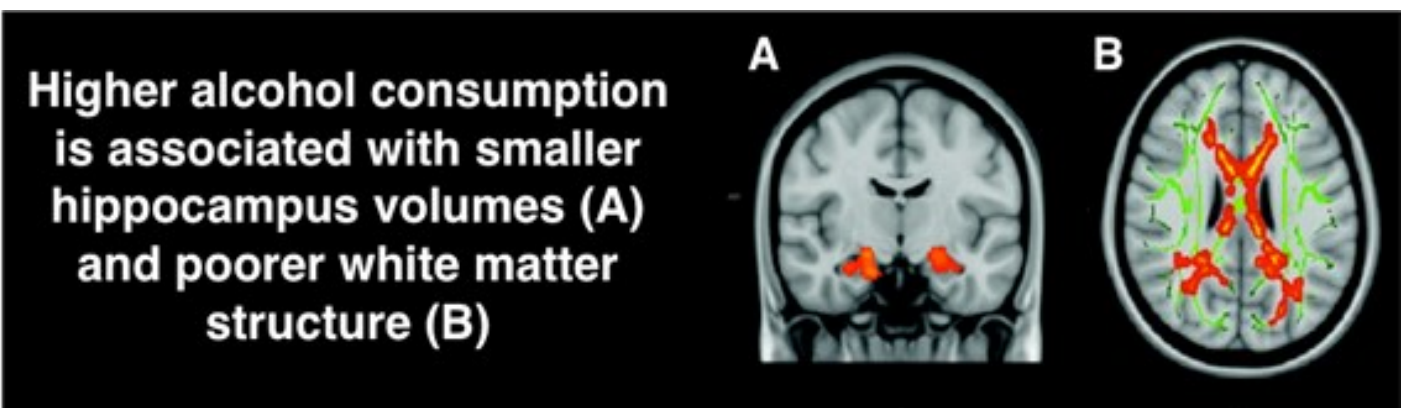 Higher alcohol consumption
is associated with smaller
hippocampus volumes (A)
and poorer white matter
structure (B)
A
B